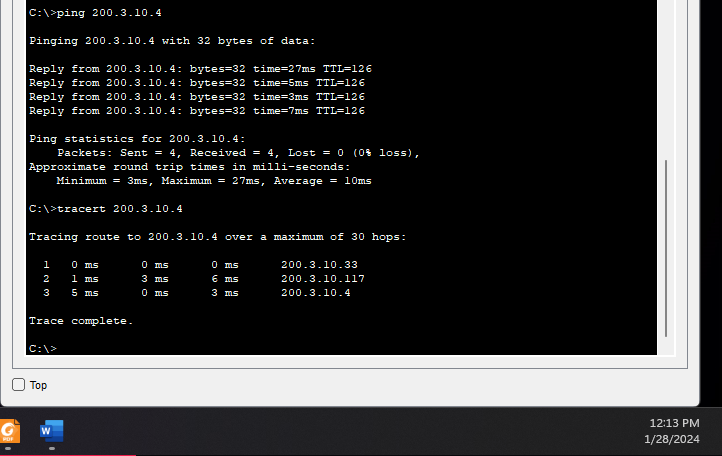 C:\>ping 200.3.10.4
Pinging 200.3.10.4 with 32 bytes of data:
Reply from 200.3.10.4: bytes=32 time=27ms TTL=126
Reply from 200.3.10.4: bytes=32 time=5ms TTL=126
Reply from 200.3.10.4: bytes=32 time=3ms TTL=126
Reply from 200.3.10.4: bytes=32 time=7ms TTL=126
Ping statistics for 200.3.10.4:
    Packets: Sent = 4, Received = 4, Lost = 0 (0% loss),
Approximate round trip times in milli-seconds:
    Minimum = 3ms, Maximum = 27ms, Average = 10ms
C:\>tracert 200.3.10.4
Tracing route to 200.3.10.4 over a maximum of 30 hops:
  1   0 ms      0 ms      0 ms      200.3.10.33
  2   1 ms      3 ms      6 ms      200.3.10.117
  3   5 ms      0 ms      3 ms      200.3.10.4
Trace complete.
C:\>
Top
PDF
W
12:13 PM
1/28/2024